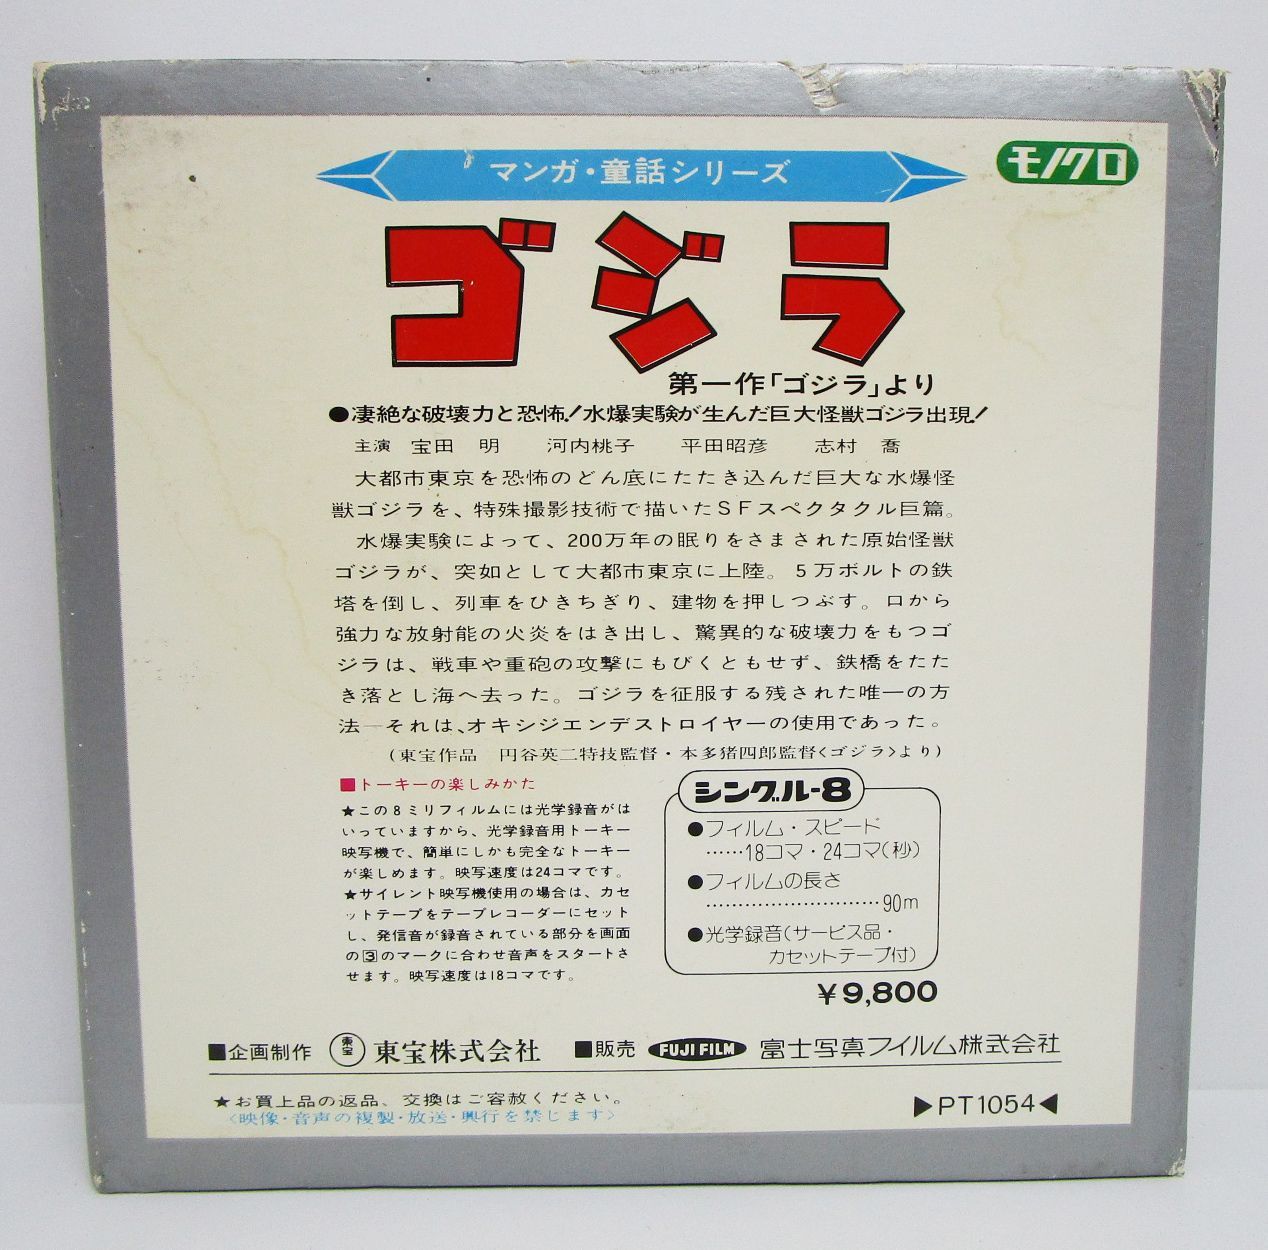 マンガ・童話シリーズ
モノクロ
ゴジラ
第一作「ゴジラ」より
●凄絶な破壊力と恐怖!水爆実験が生んだ巨大怪獣ゴジラ出現!
主演 宝田 明 河内桃子 平田昭彦 志村 喬
大都市東京を恐怖のどん底にたたき込んだ巨大な水爆怪
獣ゴジラを、特殊撮影技術で描いたSFスペクタクル巨篇。
水爆実験によって、200万年の眠りをさまされた原始怪獣
ゴジラが、突如として大都市東京に上陸。5万ボルトの鉄
塔を倒し、列車をひきちぎり、建物を押しつぶす。口から
強力な放射能の火炎をはき出し、驚異的な破壊力をもつゴ
ジラは、戦車や重砲の攻撃にもびくともせず、鉄橋をたた
き落とし海へ去った。ゴジラを征服する残された唯一の方
法—それは、オキシジエンデストロイヤーの使用であった。
(東宝作品 円谷英二特技監督・本多猪四郎監督<ゴジラ>より)
■トーキーの楽しみかた
★この8ミリフィルムには光学録音がは
いっていますから、光学録音用トーキー
映写機で、簡単にしかも完全なトーキー
が楽しめます。映写速度は24コマです。
★サイレント映写機使用の場合は、カセ
ットテープをテープレコーダーにセット
し、発信音が録音されている部分を画面
の3のマークに合わせ音声をスタートさ
せます。映写速度は18コマです。
シングル-8
●フィルム・スピード
……18コマ・24コマ(秒)
●フィルムの長さ
……………………90m
●光学録音(サービス品・
カセットテープ付)
¥9,800
■企画制作 東宝 東宝株式会社 ■販売 FUJI FILM 富士写真フイルム株式会社
★お買上品の返品、交換はご容赦ください。
<映像・音声の複製・放送・興行を禁じます>
▶PT1054◀